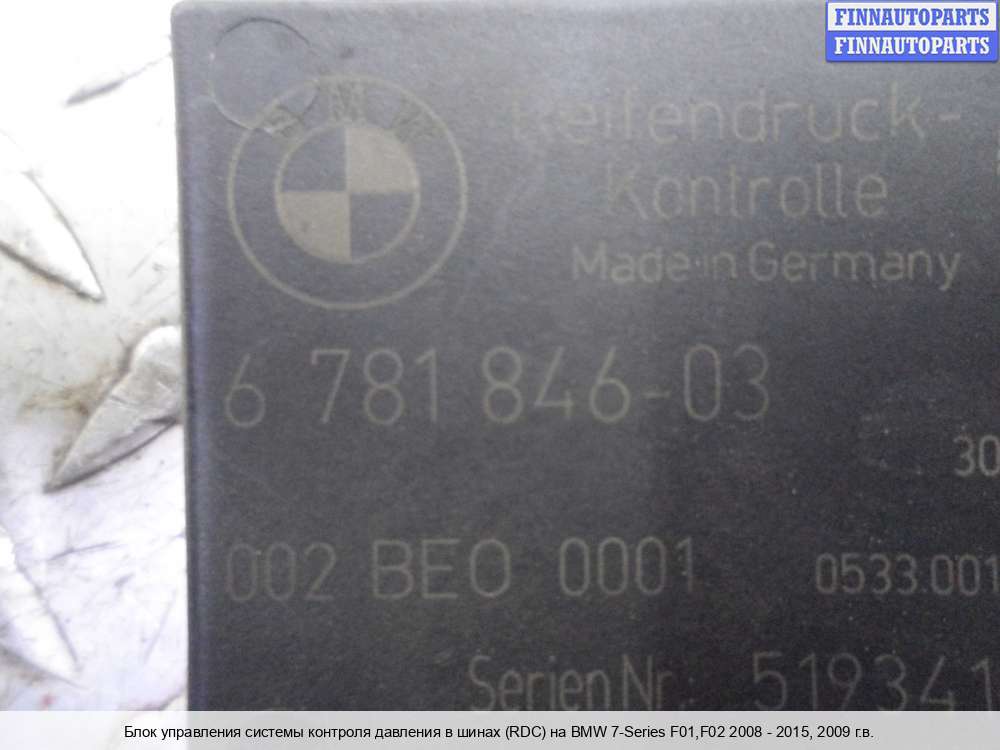 FINNAUTOPARTS
FINNAUTOPARTS
BMW
Reifendruck-
Kontrolle
Made in Germany
6 781 846-03
30
002 BE0 0001
0533.001
Serien Nr. 519341
Блок управления системы контроля давления в шинах (RDC) на BMW 7-Series F01,F02 2008 - 2015, 2009 г.в.